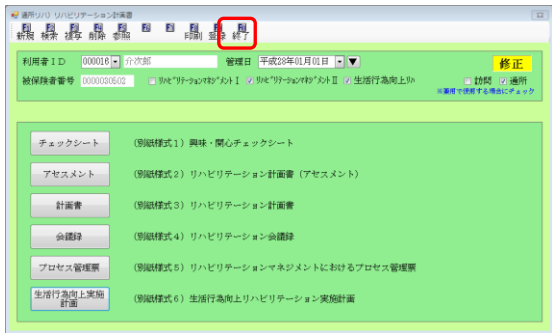 通所リハ) リハビリテーション計画書
新規 検索 複写 削除 参照 印刷 登録 終了
利用者ID 000016 介次郎 管理日 平成28年01月01日 修正
被保険者番号 0000030502 リハビリテーションマネジメントⅠ リハビリテーションマネジメントⅡ 生活行為向上リハ 訪問 通所
※兼用で使用する場合にチェック
チェックシート (別紙様式1) 興味・関心チェックシート
アセスメント (別紙様式2) リハビリテーション計画書（アセスメント）
計画書 (別紙様式3) リハビリテーション計画書
会議録 (別紙様式4) リハビリテーション会議録
プロセス管理票 (別紙様式5) リハビリテーションマネジメントにおけるプロセス管理票
生活行為向上実施
計画 (別紙様式6) 生活行為向上リハビリテーション実施計画